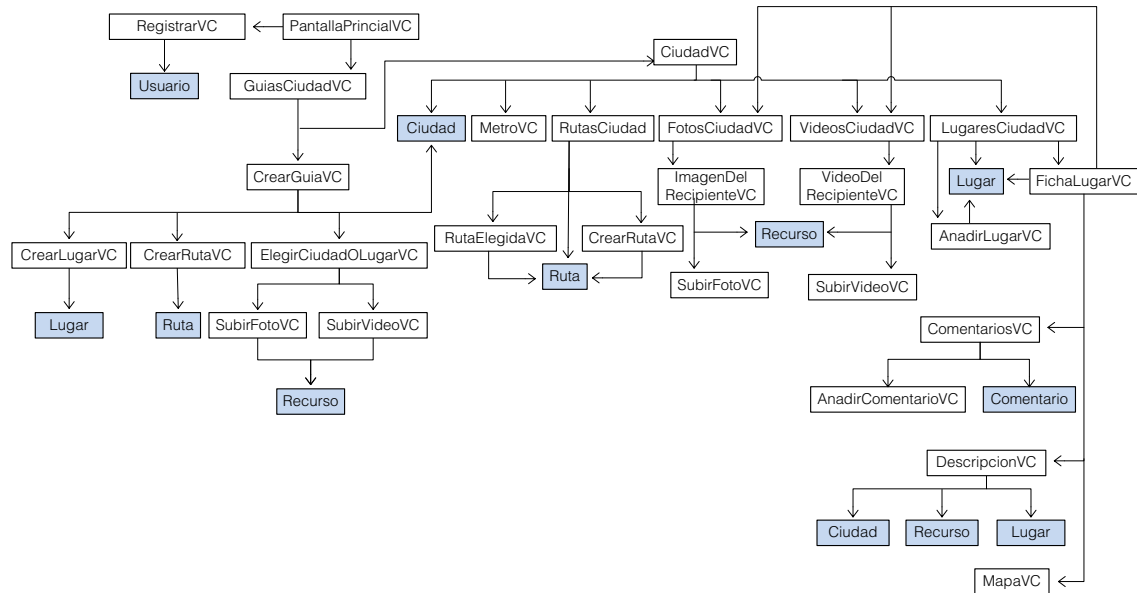 RegistrarVC
PantallaPrincialVC
CiudadVC
Usuario
GuiasCiudadVC
Ciudad
MetroVC
RutasCiudad
FotosCiudadVC
VideosCiudadVC
LugaresCiudadVC
CrearGuiaVC
ImagenDel
RecipienteVC
VideoDel
RecipienteVC
Lugar
FichaLugarVC
CrearLugarVC
CrearRutaVC
ElegirCiudadOLugarVC
RutaElegidaVC
CrearRutaVC
Recurso
AnadirLugarVC
Ruta
SubirFotoVC
SubirVideoVC
Lugar
Ruta
SubirFotoVC
SubirVideoVC
ComentariosVC
Recurso
AnadirComentarioVC
Comentario
DescripcionVC
Ciudad
Recurso
Lugar
MapaVC